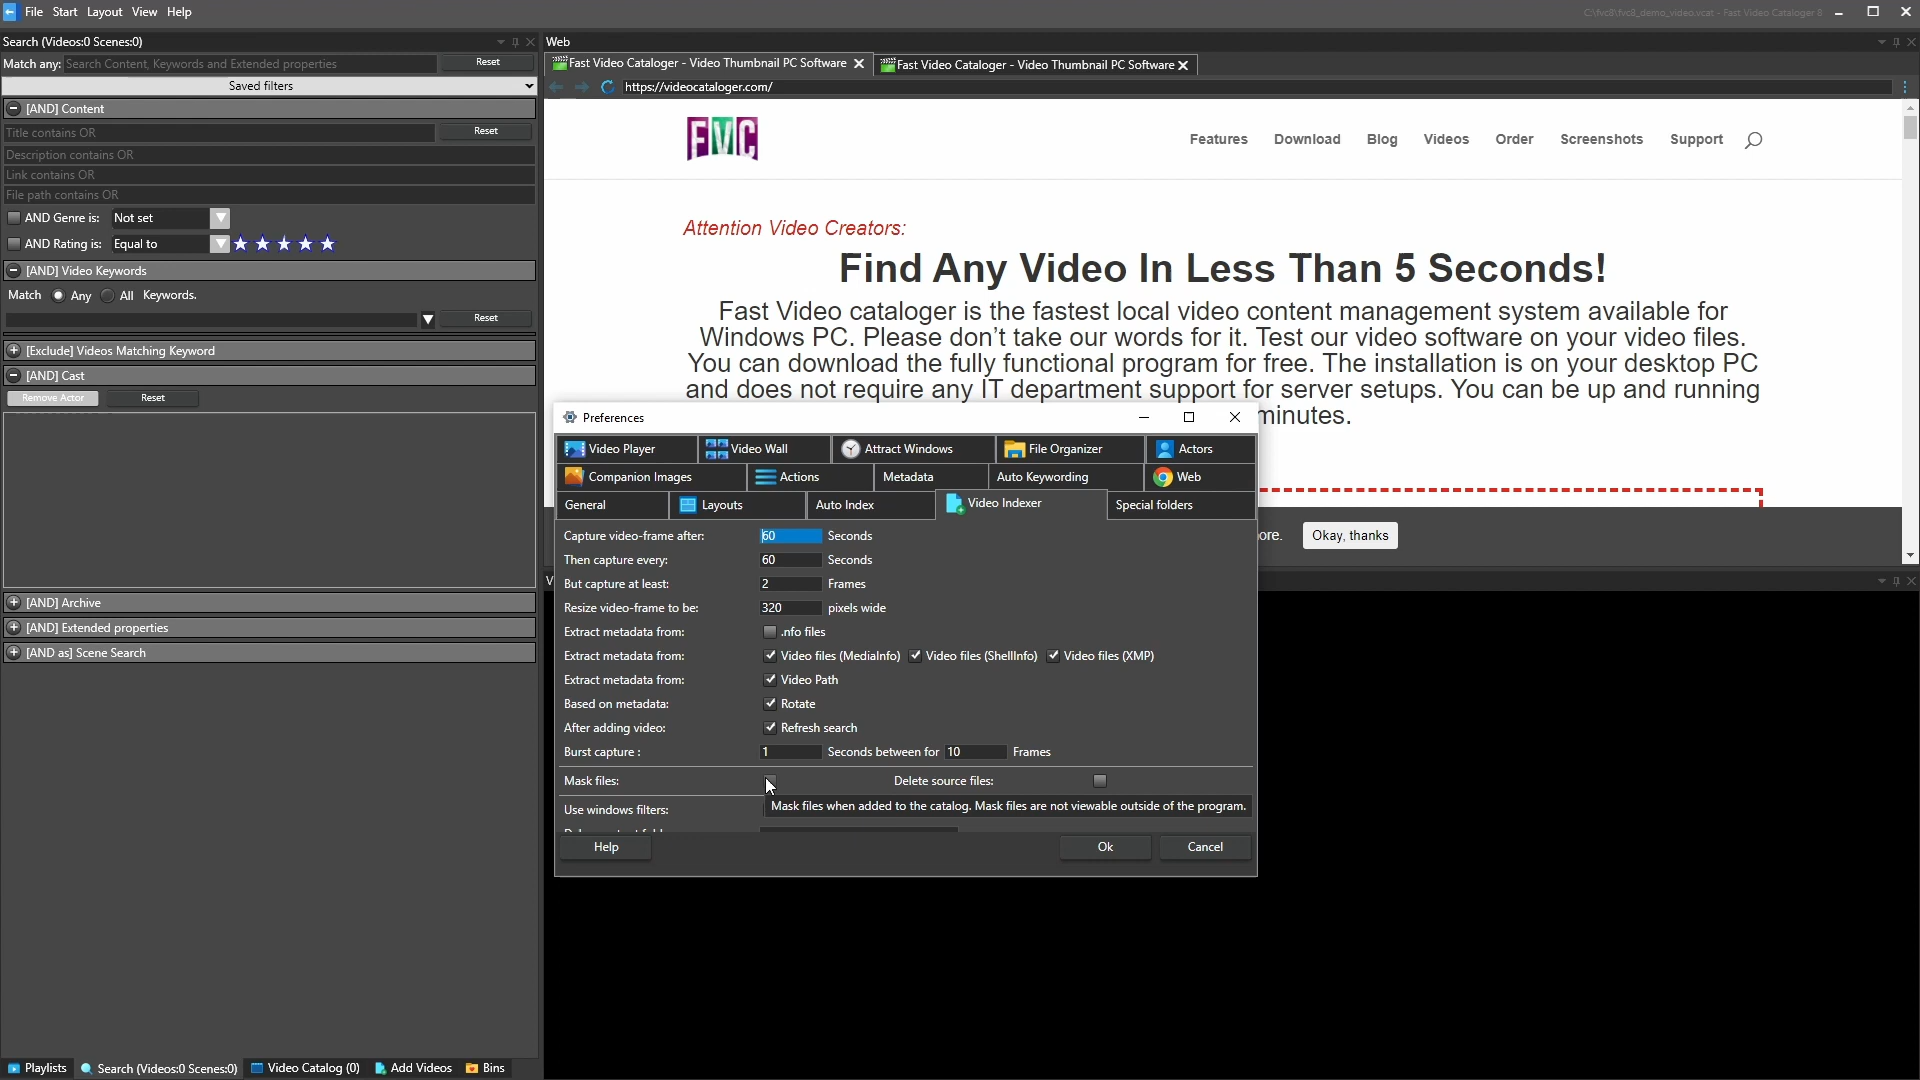 File Start Layout View Help
C:\fvc8\fvc8_demo_video.vcat - Fast Video Cataloger 8
Search (Videos:0 Scenes:0)
Match any: Search Content, Keywords and Extended properties Reset
Saved filters
[AND] Content
Title contains OR Reset
Description contains OR
Link contains OR
File path contains OR
AND Genre is: Not set
AND Rating is: Equal to
[AND] Video Keywords
Match Any All Keywords.
Reset
[Exclude] Videos Matching Keyword
[AND] Cast
Remove Actor Reset
[AND] Archive
[AND] Extended properties
[AND as] Scene Search
Playlists Search (Videos:0 Scenes:0) Video Catalog (0) Add Videos Bins
Web
Fast Video Cataloger - Video Thumbnail PC Software Fast Video Cataloger - Video Thumbnail PC Software
https://videocataloger.com/
FVC
Features Download Blog Videos Order Screenshots Support
Attention Video Creators:
Find Any Video In Less Than 5 Seconds!
Fast Video cataloger is the fastest local video content management system available for
Windows PC. Please don't take our words for it. Test our video software on your video files.
You can download the fully functional program for free. The installation is on your desktop PC
and does not require any IT department support for server setups. You can be up and running
minutes.
ore. Okay, thanks
V
Preferences
Video Player Video Wall Attract Windows File Organizer Actors
Companion Images Actions Metadata Auto Keywording Web
General Layouts Auto Index Video Indexer Special folders
Capture video-frame after: 60 Seconds
Then capture every: 60 Seconds
But capture at least: 2 Frames
Resize video-frame to be: 320 pixels wide
Extract metadata from: .nfo files
Extract metadata from: Video files (MediaInfo) Video files (ShellInfo) Video files (XMP)
Extract metadata from: Video Path
Based on metadata: Rotate
After adding video: Refresh search
Burst capture : 1 Seconds between for 10 Frames
Mask files: Delete source files:
Mask files when added to the catalog. Mask files are not viewable outside of the program.
Use windows filters:
Help Ok Cancel